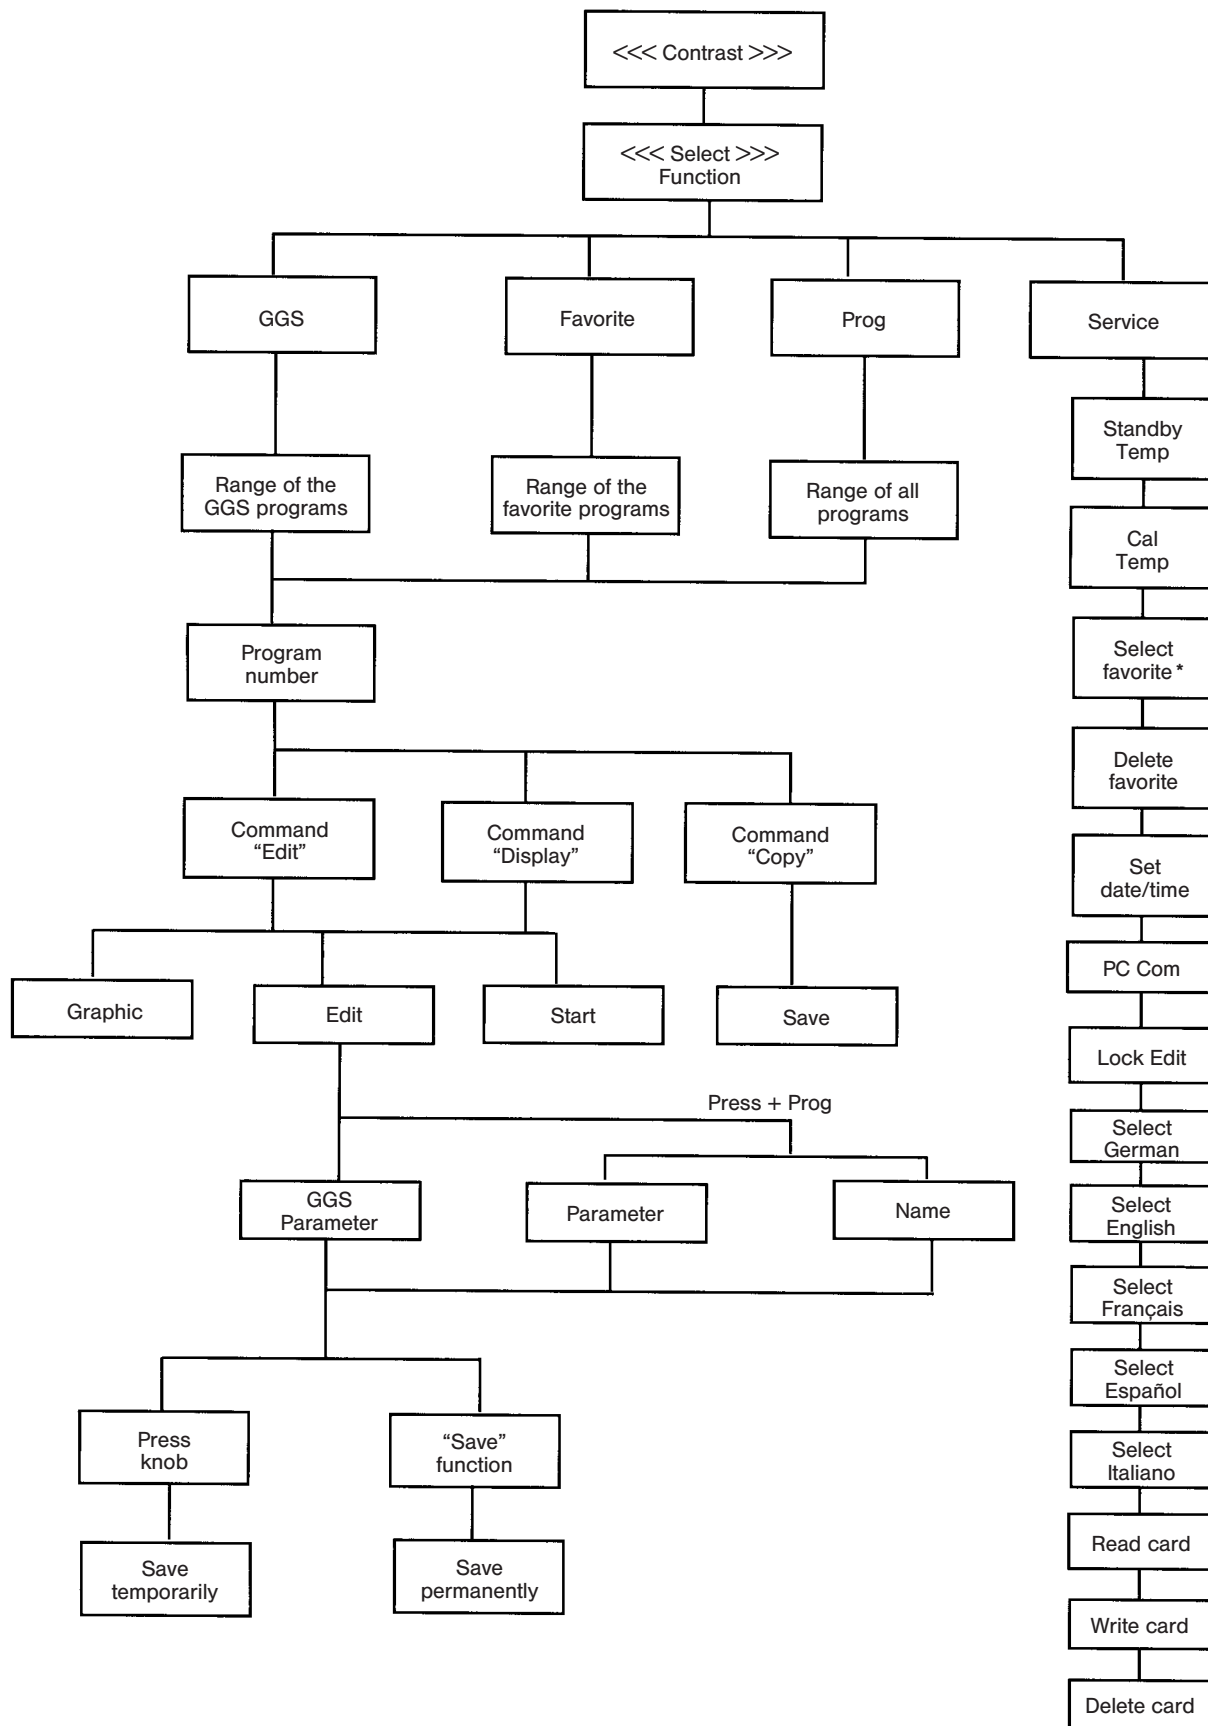 <<< Contrast >>>
<<< Select >>>
Function
GGS
Favorite
Prog
Service
Range of the
GGS programs
Range of the
favorite programs
Range of all
programs
Program
number
Command
“Edit”
Command
“Display”
Command
“Copy”
Graphic
Edit
Start
Save
Press + Prog
GGS
Parameter
Parameter
Name
Press
knob
“Save”
function
Save
temporarily
Save
permanently
Standby
Temp
Cal
Temp
Select
favorite *
Delete
favorite
Set
date/time
PC Com
Lock Edit
Select
German
Select
English
Select
Français
Select
Español
Select
Italiano
Read card
Write card
Delete card